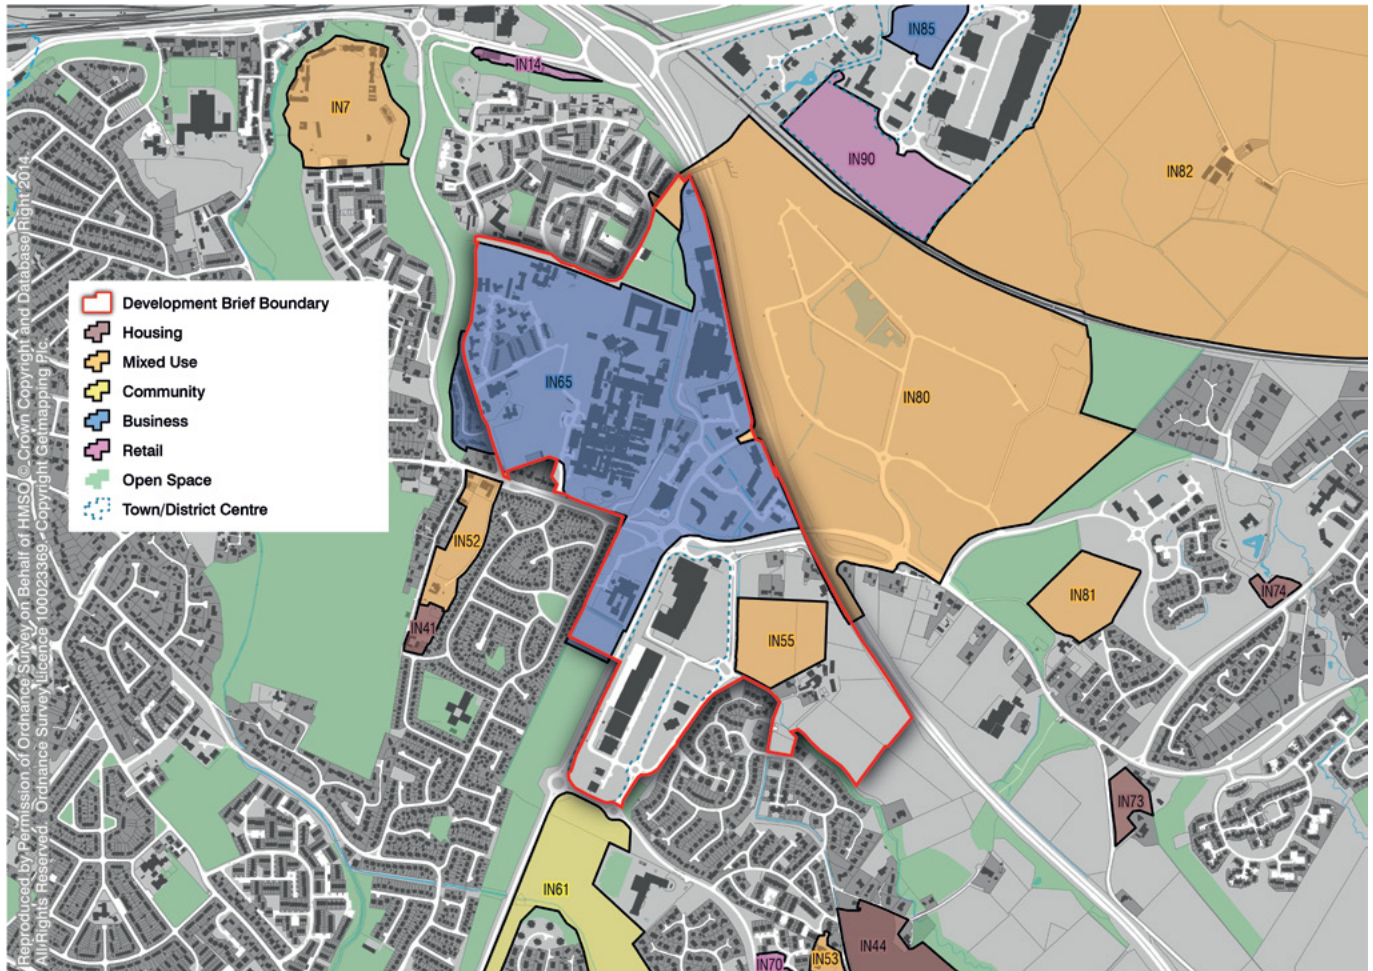 IN85
IN14
IN7
IN90
IN82
Development Brief Boundary
Housing
Mixed Use
Community
Business
Retail
Open Space
Town/District Centre
IN65
IN80
IN52
IN41
IN55
IN81
IN74
IN73
IN61
IN44
IN53
IN70
Reproduced by Permission of Ordnance Survey on Behalf of HMSO © Crown Copyright and Database Right 2014.
All Rights Reserved. Ordnance Survey Licence 100023369 - Copyright Getmapping Plc.